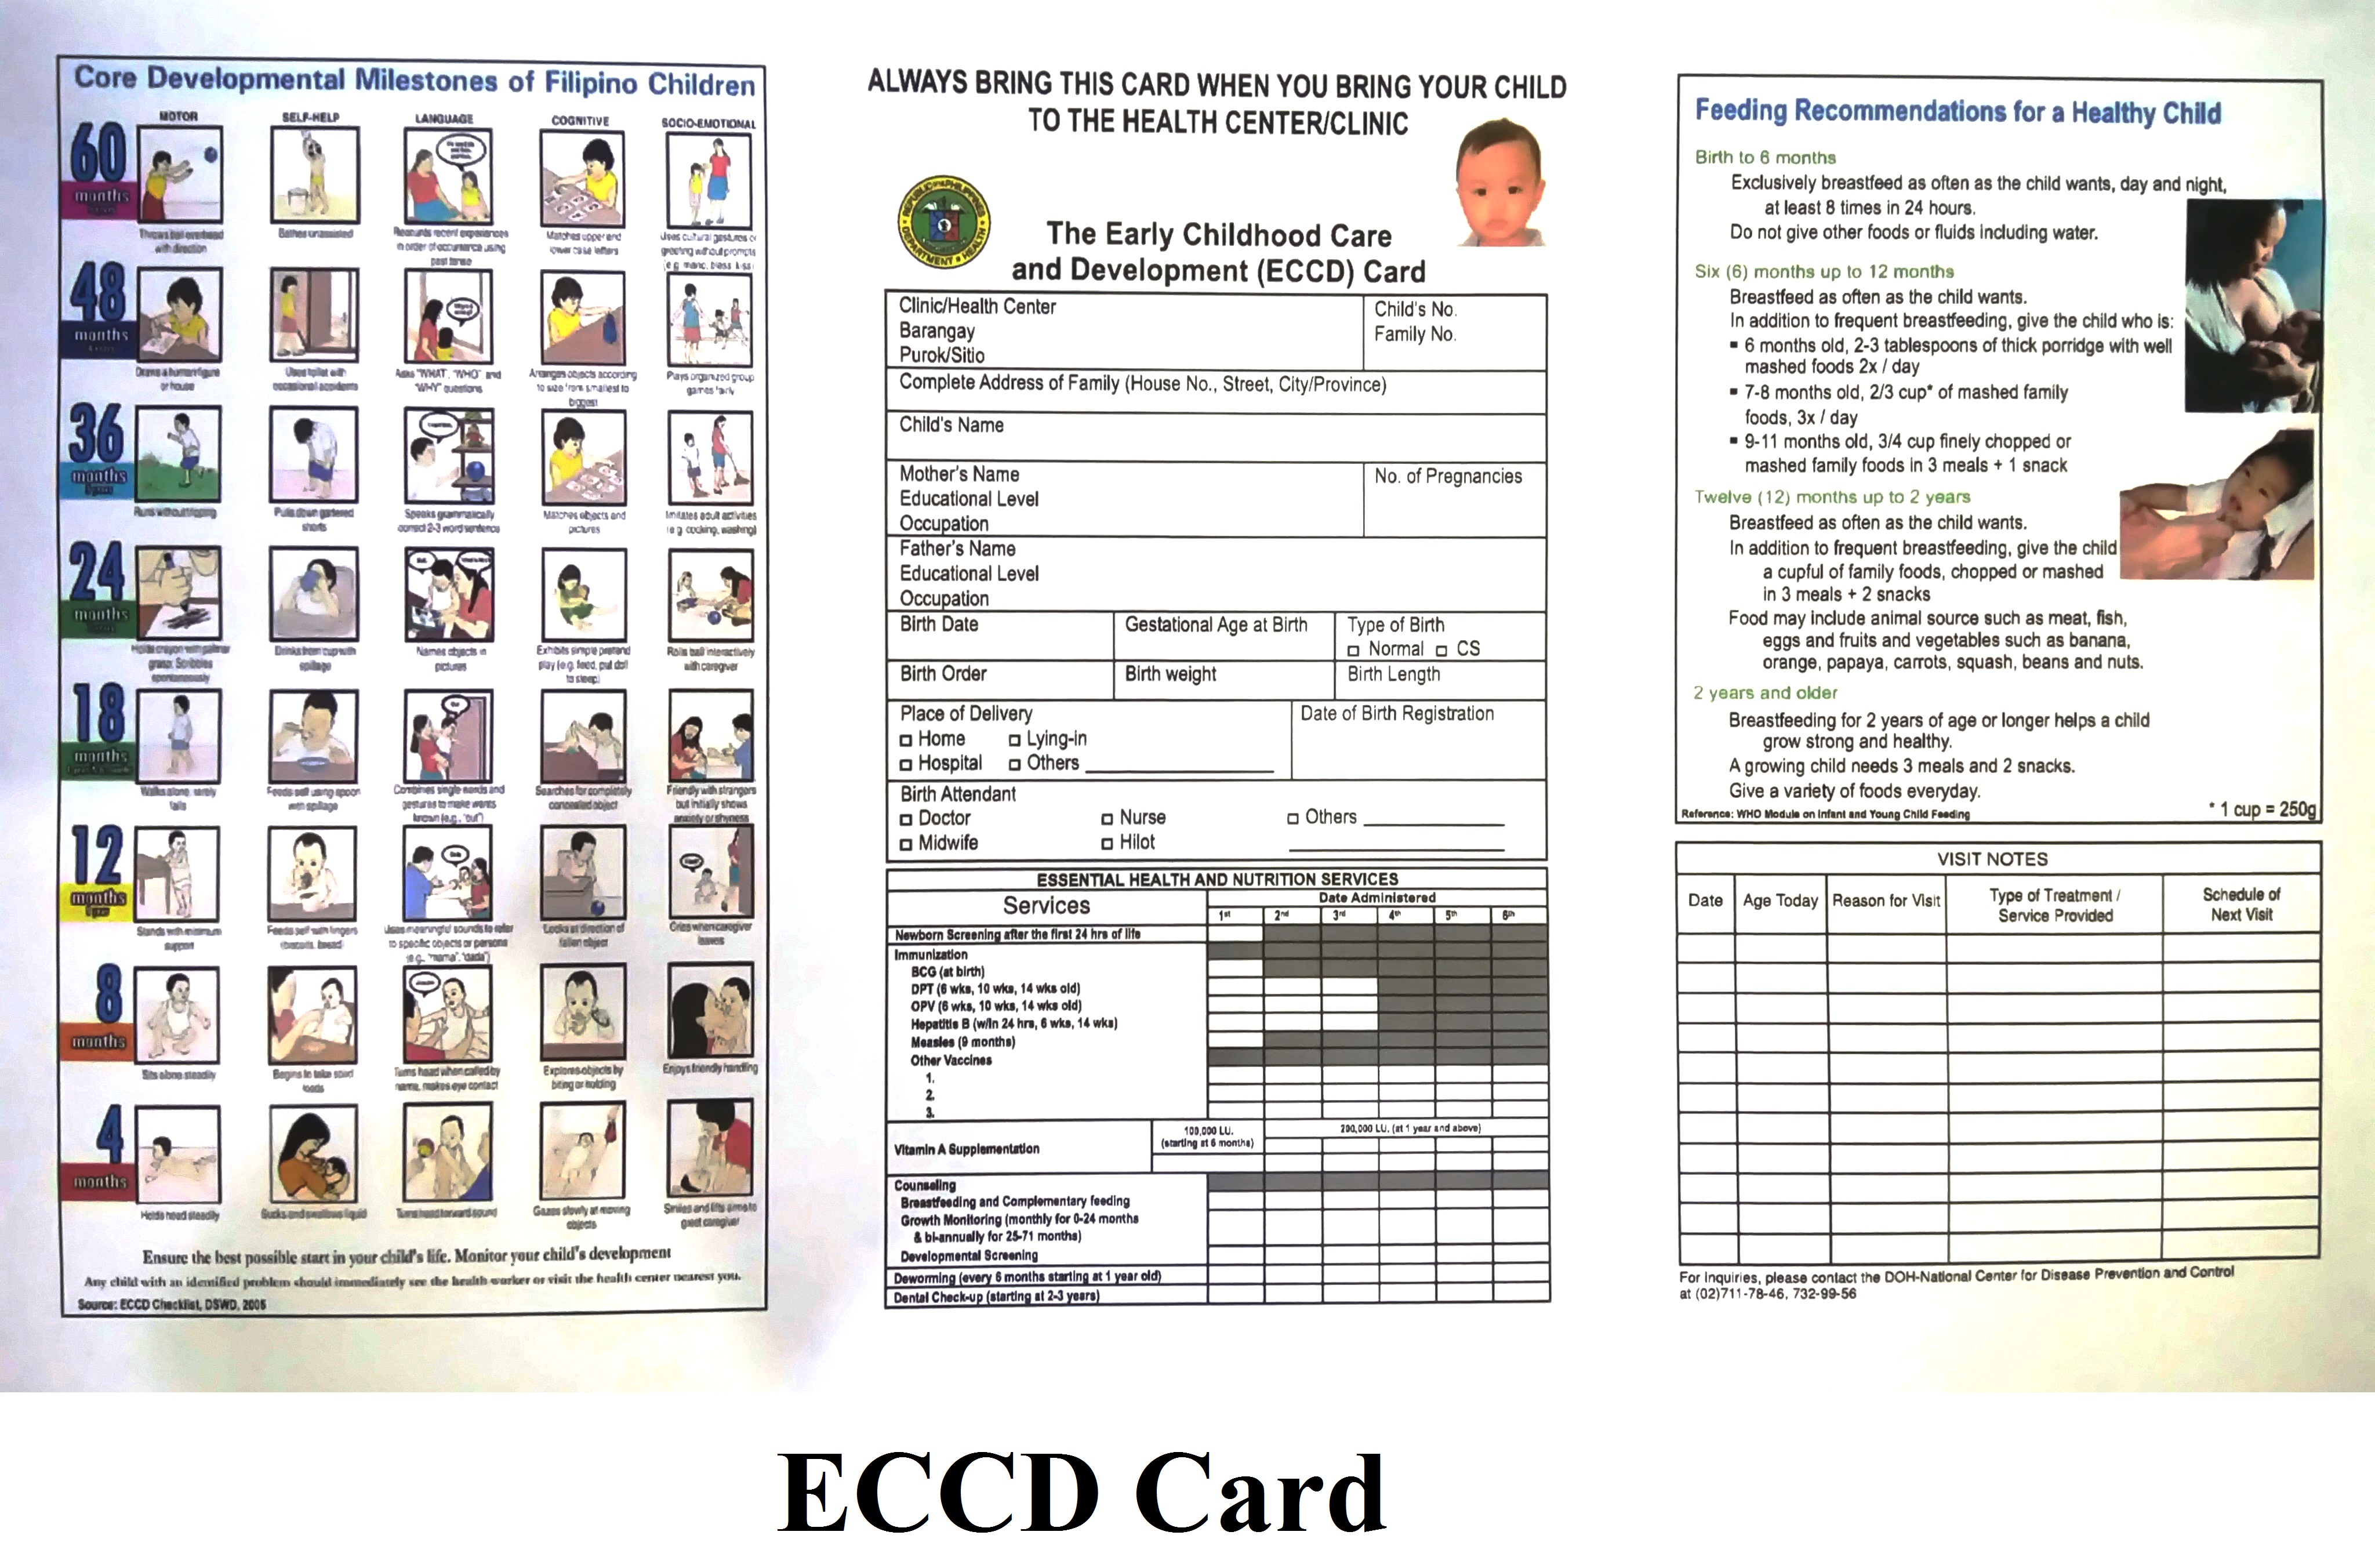 Core Developmental Milestones of Filipino Children
MOTOR SELF-HELP LANGUAGE COGNITIVE SOCIO-EMOTIONAL
60
months
Throws ball overhead
with direction
Bathes unassisted
Recounts recent experiences
in order of occurrence using
past tense
Matches upper and
lower case letters
Uses cultural gestures of
greeting without prompts
(e.g. mano, bless, kiss)
48
months
Draws a human figure
or house
Uses toilet with
occasional accidents
Asks "WHAT, "WHO" and
"WHY" questions
Arranges objects according
to size from smallest to
biggest
Plays organized group
games fairly
36
months
Runs without tripping
Pulls down gartered
shorts
Speaks grammatically
correct 2-3 word sentence
Matches objects and
pictures
Imitates adult activities
(e.g cooking, washing)
24
months
Holds crayon with palmar
grasp. Scribbles
spontaneously
Drinks from cup with
spillage
Names objects in
pictures
Exhibits simple pretend
play (e.g. feed, put doll
to sleep)
Rolls ball interactively
with caregiver
18
months
Walks alone, rarely
falls
Feeds self using spoon
with spillage
Combines single words and
gestures to make wants
known (e.g., "out")
Searches for completely
concealed object
Friendly with strangers
but initially shows
anxiety or shyness
12
months
1 year
Stands with minimum
support
Feeds self with fingers
(biscuits, bread)
Uses meaningful sounds to refer
to specific objects or persons
(e.g., "mama", "dada")
Looks at direction of
fallen object
Cries when caregiver
leaves
8
months
Sits alone steadily
Begins to take solid
foods
Turns head when called by
name, makes eye contact
Explores objects by
biting or holding
Enjoys friendly handling
4
months
Holds head steadily
Sucks and swallows liquid
Turns head toward sound
Gazes slowly at moving
objects
Smiles and lifts arms to
greet caregiver
Ensure the best possible start in your child's life. Monitor your child's development
Any child with an identified problem should immediately see the health worker or visit the health center nearest you.
Source: ECCD Checklist, DSWD, 2005
ALWAYS BRING THIS CARD WHEN YOU BRING YOUR CHILD
TO THE HEALTH CENTER/CLINIC
REPUBLIC OF THE PHILIPPINES
DEPARTMENT OF HEALTH
The Early Childhood Care
and Development (ECCD) Card
Clinic/Health Center
Barangay
Purok/Sitio
Child's No.
Family No.
Complete Address of Family (House No., Street, City/Province)
Child's Name
Mother's Name
Educational Level
Occupation
No. of Pregnancies
Father's Name
Educational Level
Occupation
Birth Date
Gestational Age at Birth
Type of Birth
Normal CS
Birth Order
Birth weight
Birth Length
Place of Delivery
Home Lying-in
Hospital Others
Date of Birth Registration
Birth Attendant
Doctor Nurse Others
Midwife Hilot
ESSENTIAL HEALTH AND NUTRITION SERVICES
Services
Date Administered
1st 2nd 3rd 4th 5th 6th
Newborn Screening after the first 24 hrs of life
Immunization
BCG (at birth)
DPT (6 wks, 10 wks, 14 wks old)
OPV (6 wks, 10 wks, 14 wks old)
Hepatitis B (w/in 24 hrs, 6 wks, 14 wks)
Measles (9 months)
Other Vaccines
1.
2.
3.
Vitamin A Supplementation
100,000 I.U.
(starting at 6 months)
200,000 I.U. (at 1 year and above)
Counseling
Breastfeeding and Complementary feeding
Growth Monitoring (monthly for 0-24 months
& bi-annually for 25-71 months)
Developmental Screening
Deworming (every 6 months starting at 1 year old)
Dental Check-up (starting at 2-3 years)
Feeding Recommendations for a Healthy Child
Birth to 6 months
Exclusively breastfeed as often as the child wants, day and night,
at least 8 times in 24 hours.
Do not give other foods or fluids including water.
Six (6) months up to 12 months
Breastfeed as often as the child wants.
In addition to frequent breastfeeding, give the child who is:
▪ 6 months old, 2-3 tablespoons of thick porridge with well
mashed foods 2x / day
▪ 7-8 months old, 2/3 cup* of mashed family
foods, 3x / day
▪ 9-11 months old, 3/4 cup finely chopped or
mashed family foods in 3 meals + 1 snack
Twelve (12) months up to 2 years
Breastfeed as often as the child wants.
In addition to frequent breastfeeding, give the child
a cupful of family foods, chopped or mashed
in 3 meals + 2 snacks
Food may include animal source such as meat, fish,
eggs and fruits and vegetables such as banana,
orange, papaya, carrots, squash, beans and nuts.
2 years and older
Breastfeeding for 2 years of age or longer helps a child
grow strong and healthy.
A growing child needs 3 meals and 2 snacks.
Give a variety of foods everyday.
* 1 cup = 250g
Reference: WHO Module on Infant and Young Child Feeding
VISIT NOTES
Date
Age Today
Reason for Visit
Type of Treatment /
Service Provided
Schedule of
Next Visit
For Inquiries, please contact the DOH-National Center for Disease Prevention and Control
at (02)711-78-46, 732-99-56
ECCD Card